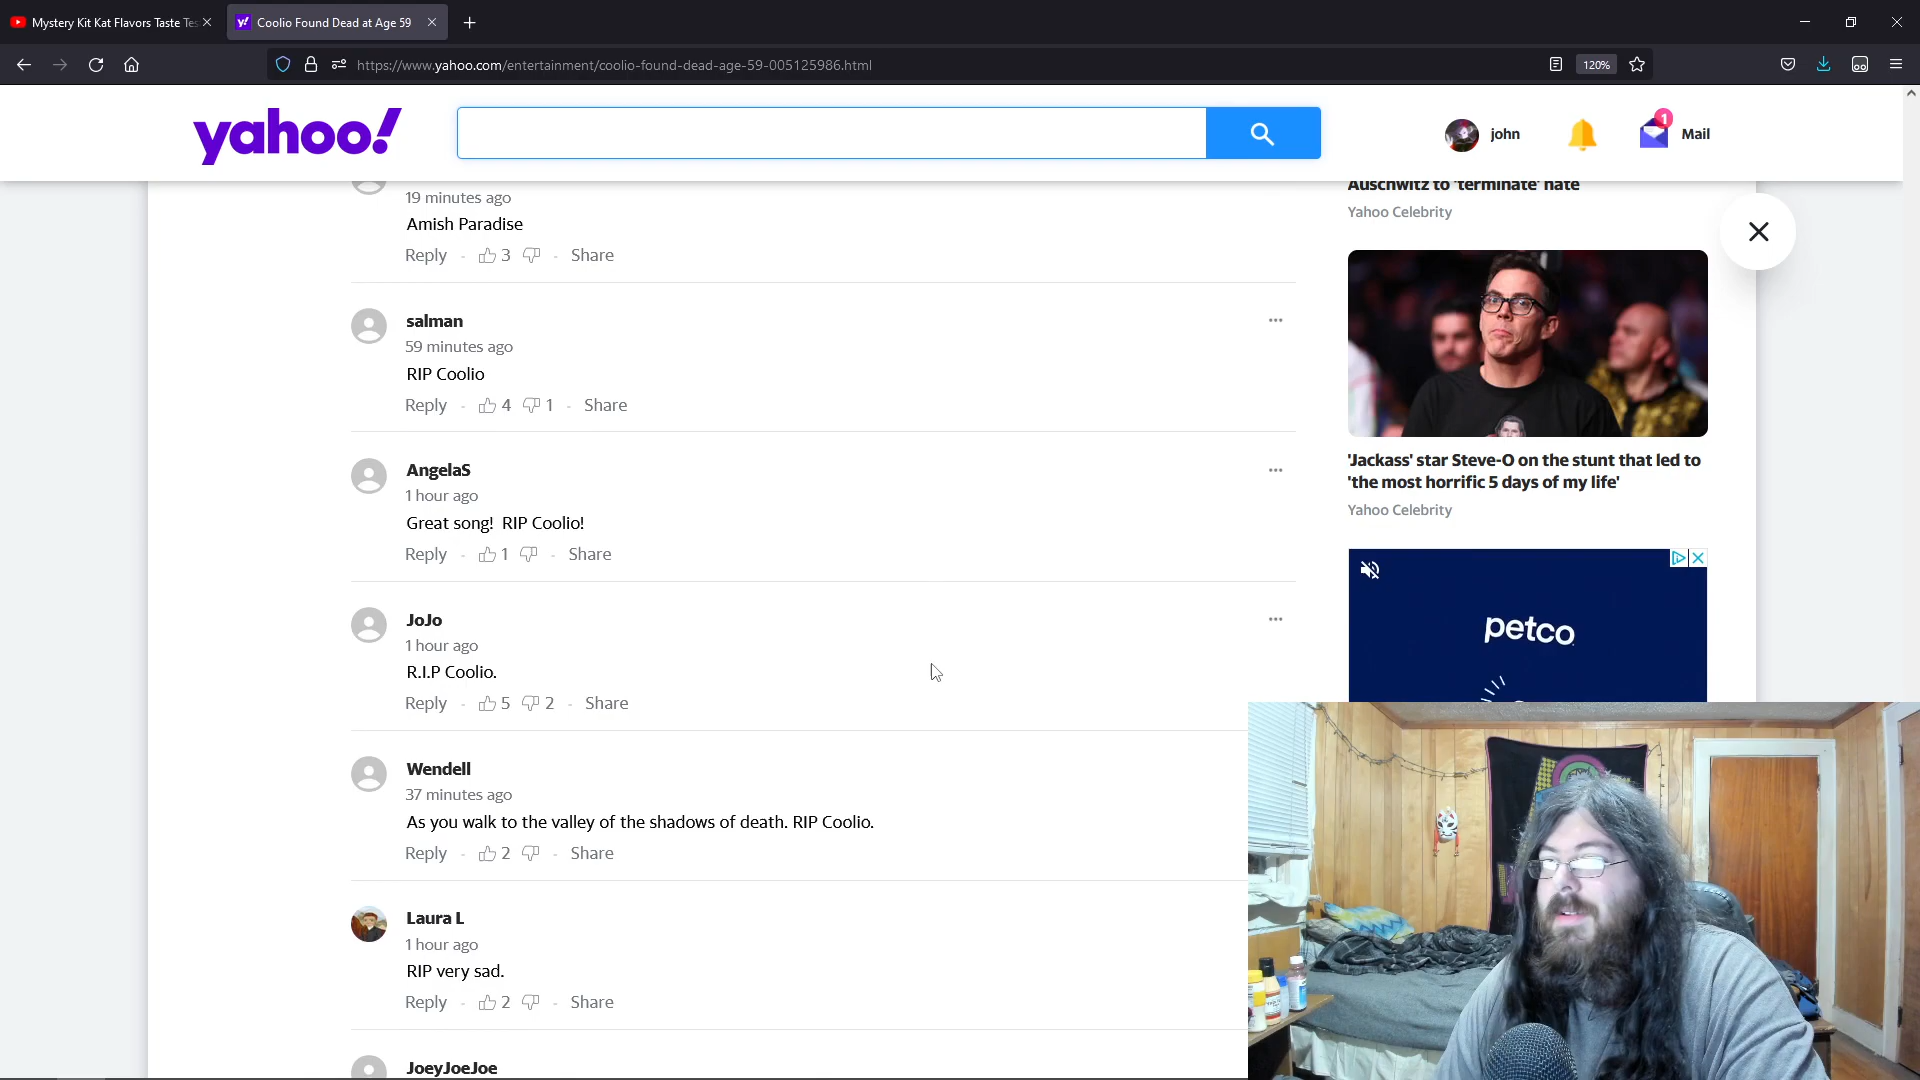 Mystery Kit Kat Flavors Taste Tes
Coolio Found Dead at Age 59
https://www.yahoo.com/entertainment/coolio-found-dead-age-59-005125986.html
120%
yahoo!
john
1
Mail
19 minutes ago
Amish Paradise
Reply - 3 - Share
salman
59 minutes ago
RIP Coolio
Reply - 4 1 - Share
AngelaS
1 hour ago
Great song!  RIP Coolio!
Reply - 1 - Share
JoJo
1 hour ago
R.I.P Coolio.
Reply - 5 2 - Share
Wendell
37 minutes ago
As you walk to the valley of the shadows of death. RIP Coolio.
Reply - 2 - Share
Laura L
1 hour ago
RIP very sad.
Reply - 2 - Share
JoeyJoeJoe
Auschwitz to 'terminate' hate
Yahoo Celebrity
'Jackass' star Steve-O on the stunt that led to
'the most horrific 5 days of my life'
Yahoo Celebrity
petco